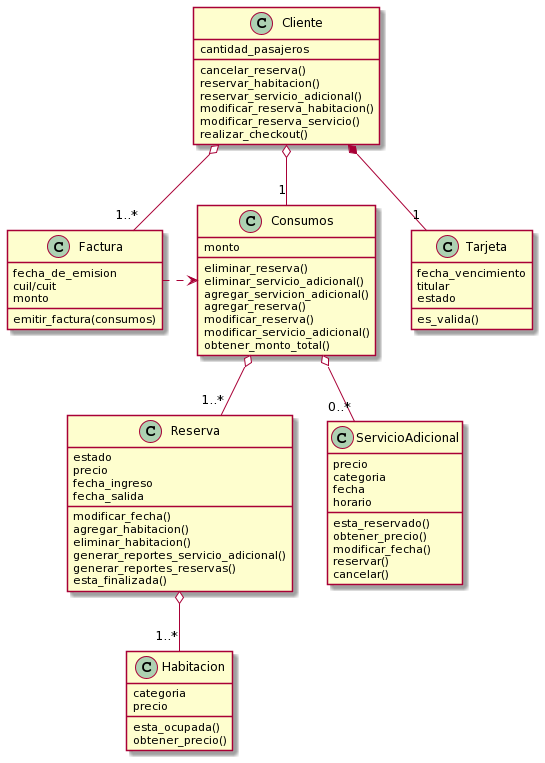 C Cliente
cantidad_pasajeros
cancelar_reserva()
reservar_habitacion()
reservar_servicio_adicional()
modificar_reserva_habitacion()
modificar_reserva_servicio()
realizar_checkout()
1..*
1
1
C Factura
fecha_de_emision
cuil/cuit
monto
emitir_factura(consumos)
C Consumos
monto
eliminar_reserva()
eliminar_servicio_adicional()
agregar_servicion_adicional()
agregar_reserva()
modificar_reserva()
modificar_servicio_adicional()
obtener_monto_total()
C Tarjeta
fecha_vencimiento
titular
estado
es_valida()
1..*
0..*
C Reserva
estado
precio
fecha_ingreso
fecha_salida
modificar_fecha()
agregar_habitacion()
eliminar_habitacion()
generar_reportes_servicio_adicional()
generar_reportes_reservas()
esta_finalizada()
C ServicioAdicional
precio
categoria
fecha
horario
esta_reservado()
obtener_precio()
modificar_fecha()
reservar()
cancelar()
1..*
C Habitacion
categoria
precio
esta_ocupada()
obtener_precio()